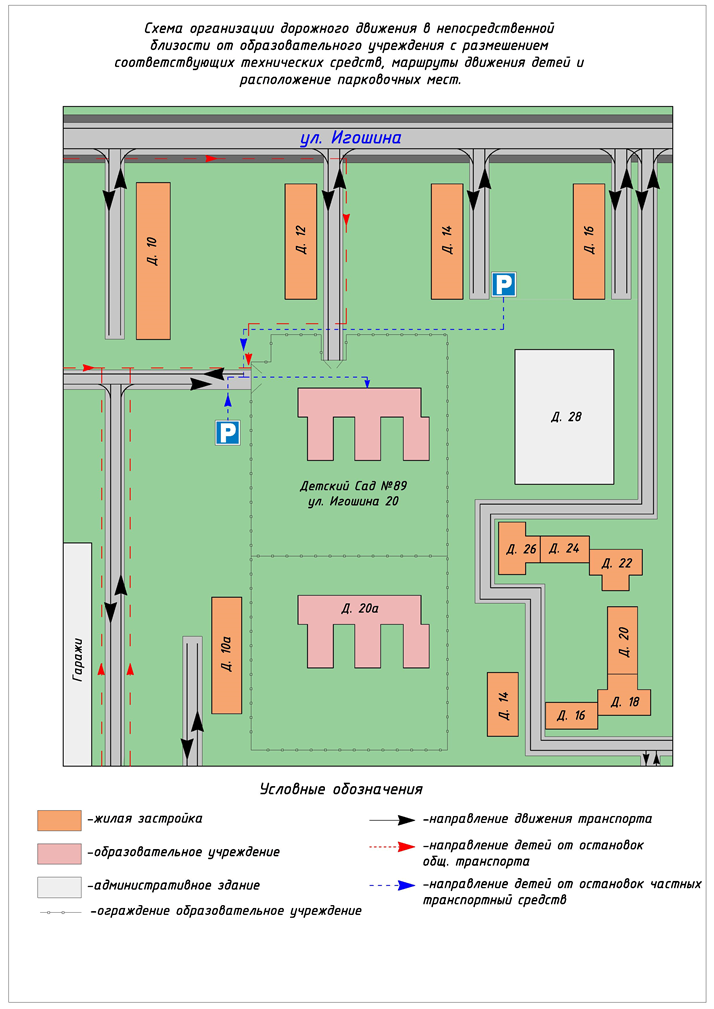 Схема организации дорожного движения в непосредственной
близости от образовательного учреждения с размешением
соответствующих технических средств, маршруты движения детей и
расположение парковочных мест.
ул. Игошина
Д. 10
Д. 12
Д. 14
Д. 16
P
P
Д. 28
Детский Сад №89
ул. Игошина 20
Д. 26
Д. 24
Д. 22
Д. 20а
Д. 10а
Гаражи
Д. 20
Д. 18
Д. 14
Д. 16
Условные обозначения
-жилая застройка
-образовательное учреждение
-административное здание
-ограждение образовательное учреждение
-направление движения транспорта
-направление детей от остановок
общ. транспорта
-направление детей от остановок частных
транспортный средств